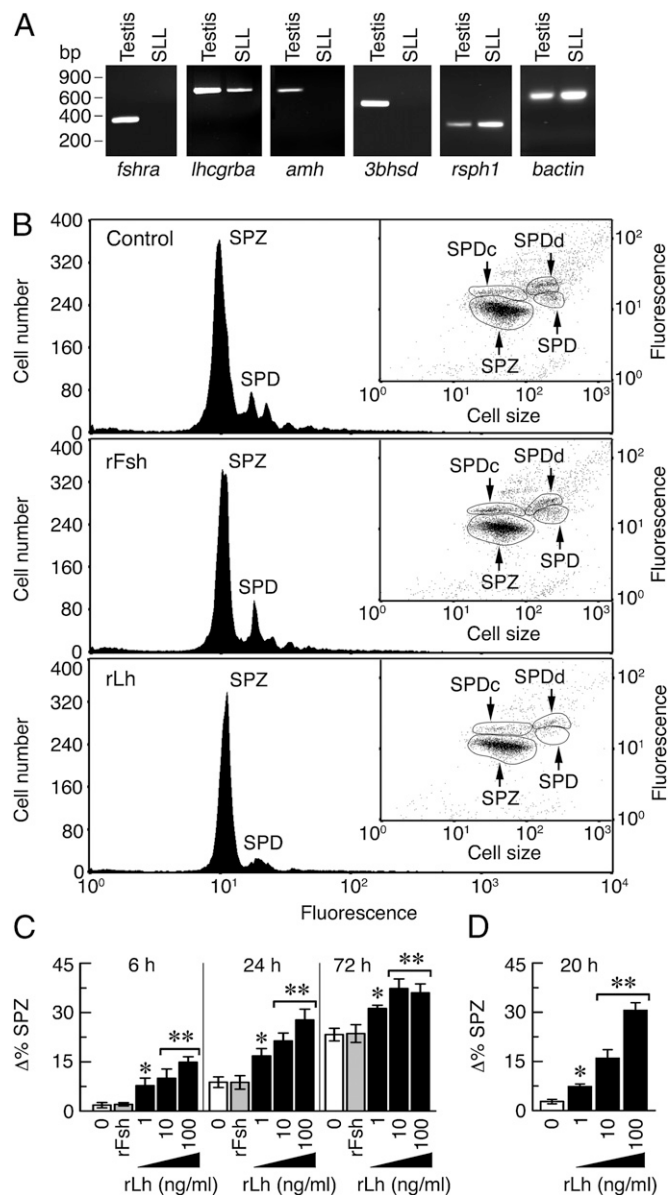 A
Testis SLL Testis SLL Testis SLL Testis SLL Testis SLL Testis SLL
bp
900
600
400
200
fshra lhcgrba amh 3bhsd rsph1 bactin
B
Control
SPZ
SPD
Cell number
400
320
240
160
80
0
SPDc SPDd
SPZ SPD
10² 10¹ 10⁰
Fluorescence
10⁰ 10¹ 10² 10³
Cell size
rFsh
SPZ
SPD
Cell number
320
240
160
80
0
SPDc SPDd
SPZ SPD
10² 10¹ 10⁰
Fluorescence
10⁰ 10¹ 10² 10³
Cell size
rLh
SPZ
SPD
Cell number
320
240
160
80
0
SPDc SPDd
SPZ SPD
10² 10¹ 10⁰
Fluorescence
10⁰ 10¹ 10² 10³
Cell size
10⁰ 10¹ 10² 10³ 10⁴
Fluorescence
C
6 h 24 h 72 h
Δ% SPZ
45
30
15
0
* ** * ** * **
0 rFsh 1 10 100 0 rFsh 1 10 100 0 rFsh 1 10 100
rLh (ng/ml) rLh (ng/ml) rLh (ng/ml)
D
20 h
Δ% SPZ
45
30
15
0
* **
0 1 10 100
rLh (ng/ml)